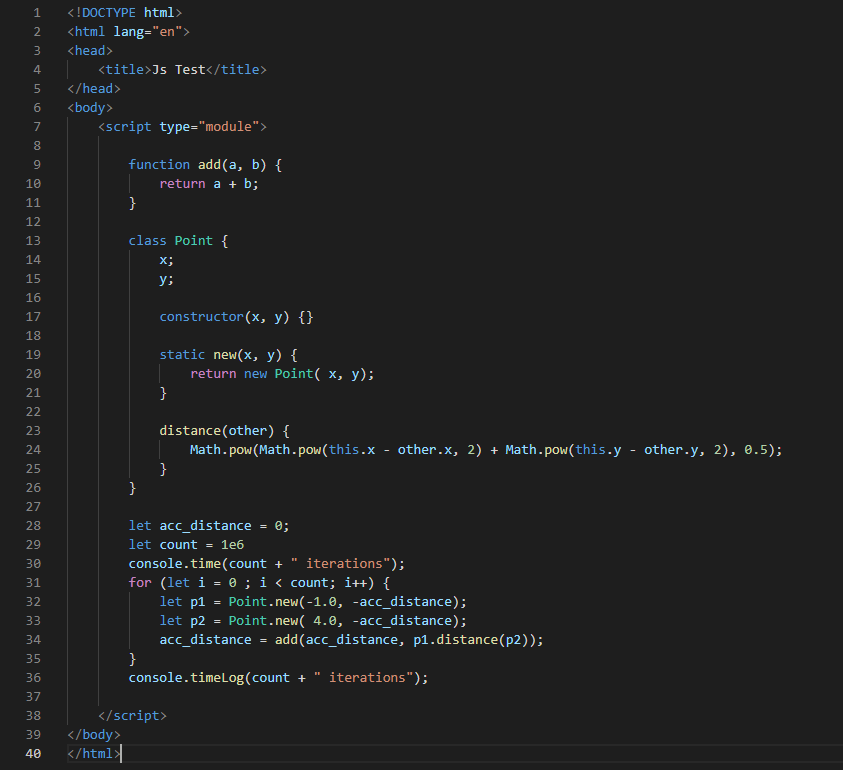 1 <!DOCTYPE html>
2 <html lang="en">
3 <head>
4     <title>Js Test</title>
5 </head>
6 <body>
7     <script type="module">
8
9         function add(a, b) {
10             return a + b;
11         }
12
13         class Point {
14             x;
15             y;
16
17             constructor(x, y) {}
18
19             static new(x, y) {
20                 return new Point( x, y);
21             }
22
23             distance(other) {
24                 Math.pow(Math.pow(this.x - other.x, 2) + Math.pow(this.y - other.y, 2), 0.5);
25             }
26         }
27
28         let acc_distance = 0;
29         let count = 1e6
30         console.time(count + " iterations");
31         for (let i = 0 ; i < count; i++) {
32             let p1 = Point.new(-1.0, -acc_distance);
33             let p2 = Point.new( 4.0, -acc_distance);
34             acc_distance = add(acc_distance, p1.distance(p2));
35         }
36         console.timeLog(count + " iterations");
37
38     </script>
39 </body>
40 </html>